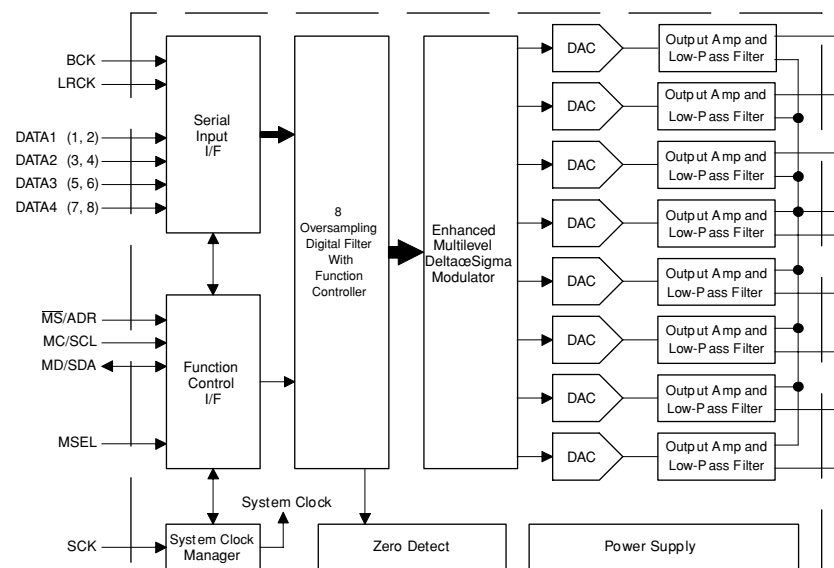 BCK
LRCK
DATA1 (1, 2)
DATA2 (3, 4)
DATA3 (5, 6)
DATA4 (7, 8)
Serial
Input
I/F
MS/ADR
MC/SCL
MD/SDA
MSEL
Function
Control
I/F
SCK
System Clock
Manager
System Clock
8
Oversampling
Digital Filter
With
Function
Controller
Zero Detect
Enhanced
Multilevel
DeltaœSigma
Modulator
DAC
Output Amp and
Low-Pass Filter
DAC
Output Amp and
Low-Pass Filter
DAC
Output Amp and
Low-Pass Filter
DAC
Output Amp and
Low-Pass Filter
DAC
Output Amp and
Low-Pass Filter
DAC
Output Amp and
Low-Pass Filter
DAC
Output Amp and
Low-Pass Filter
DAC
Output Amp and
Low-Pass Filter
Power Supply